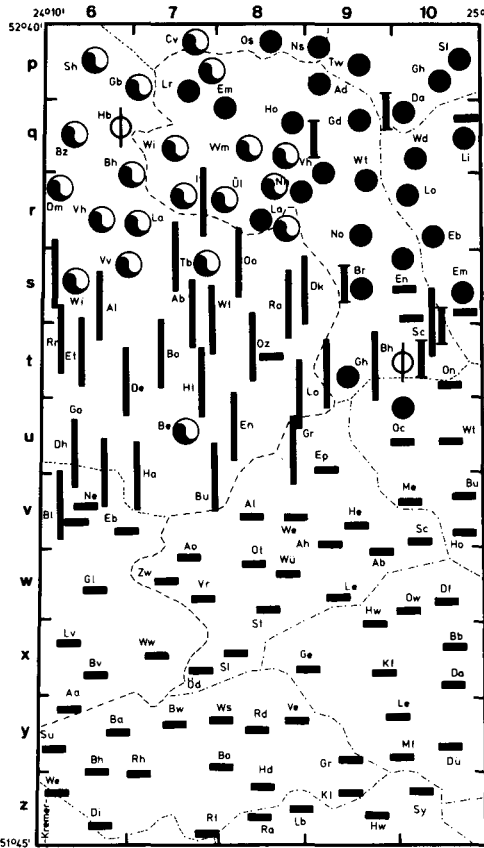 6 7 8 9 10
24°10' 25°
52°40'
p Cv Os Ns Sl
Sh Tw Gh
Gb Lr Ad
Em Da
q Hb Ho Gd
Bz Wi Wm Vh Wd Li
Bh Wt
Dm Ül Lo
r Vh La La No Eb
Vv Tb Oo
s Wi Br En Em
Al Ab Wt Ra Dk
Rr Et Bo Oz Sc Bh
t De Ht Lo Gh On
Go Be En Gr Oc Wt
u Dh Ha Ep
Bu
v Bl Ne Eb Al We He Me Bu
Ah Sc Ho
Ao Ot Wü Ab
w Gl Zw Vr Le Ow Df
St Hw
x Lv Ww Ge Bb
Bv Dd Sl Kf Da
Aa
y Ba Bw Ws Rd Ve Le
Su Mf Du
Bh Rh Bo Gr
We Hd Kl
z Di Rf Ra Lb Hw Sy
51°45' Kremer